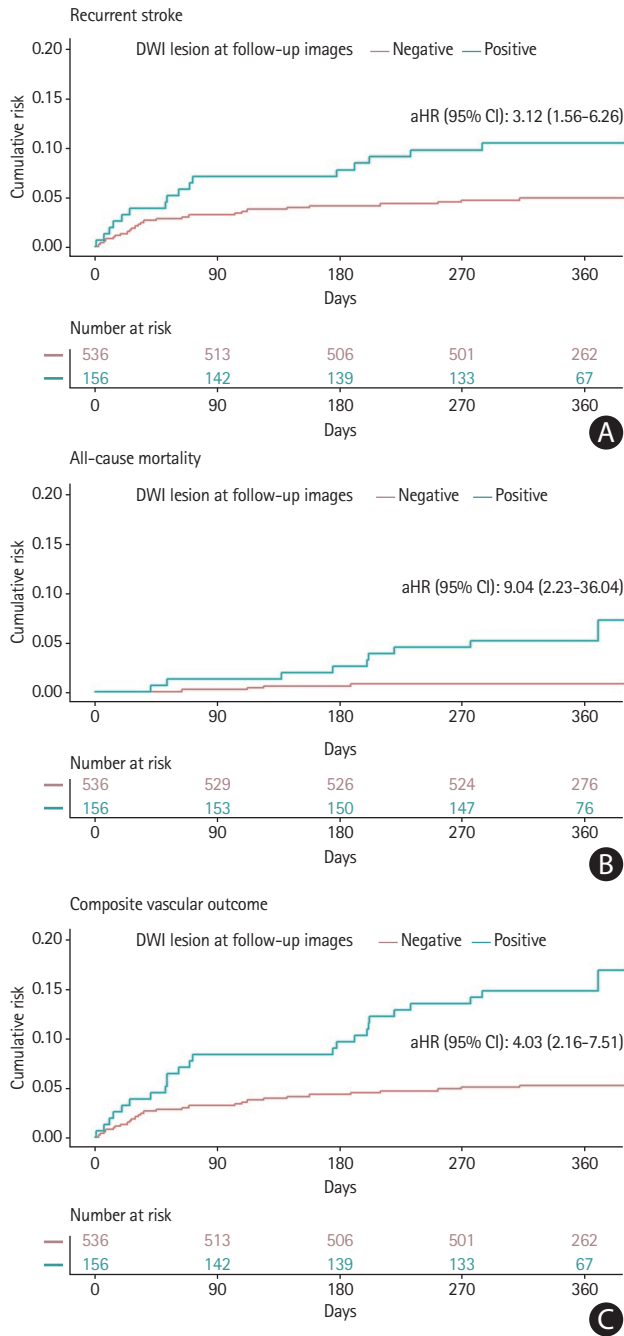 Recurrent stroke
0.20
DWI lesion at follow-up images Negative Positive
0.15
aHR (95% CI): 3.12 (1.56-6.26)
Cumulative risk
0.10
0.05
0.00
0 90 180 270 360
Days
Number at risk
536 513 506 501 262
156 142 139 133 67
0 90 180 270 360
Days
A
All-cause mortality
0.20
DWI lesion at follow-up images Negative Positive
0.15
Cumulative risk
aHR (95% CI): 9.04 (2.23-36.04)
0.10
0.05
0.00
0 90 180 270 360
Days
Number at risk
536 529 526 524 276
156 153 150 147 76
0 90 180 270 360
Days
B
Composite vascular outcome
0.20
DWI lesion at follow-up images Negative Positive
0.15
Cumulative risk
0.10
aHR (95% CI): 4.03 (2.16-7.51)
0.05
0.00
0 90 180 270 360
Days
Number at risk
536 513 506 501 262
156 142 139 133 67
0 90 180 270 360
Days
C